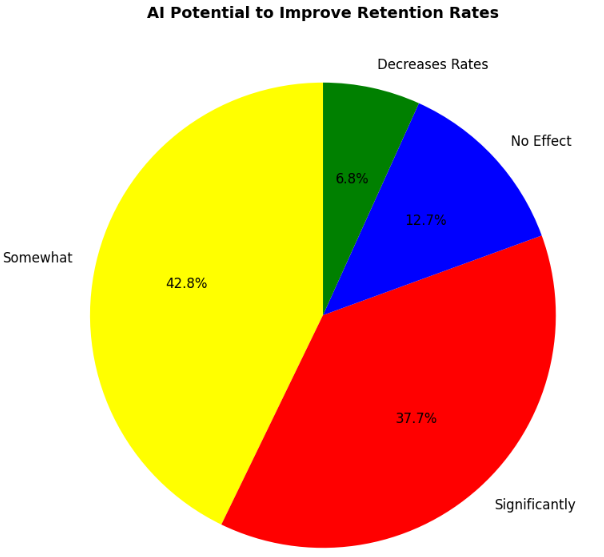 AI Potential to Improve Retention Rates
Decreases Rates
No Effect
6.8%
12.7%
Somewhat
42.8%
37.7%
Significantly